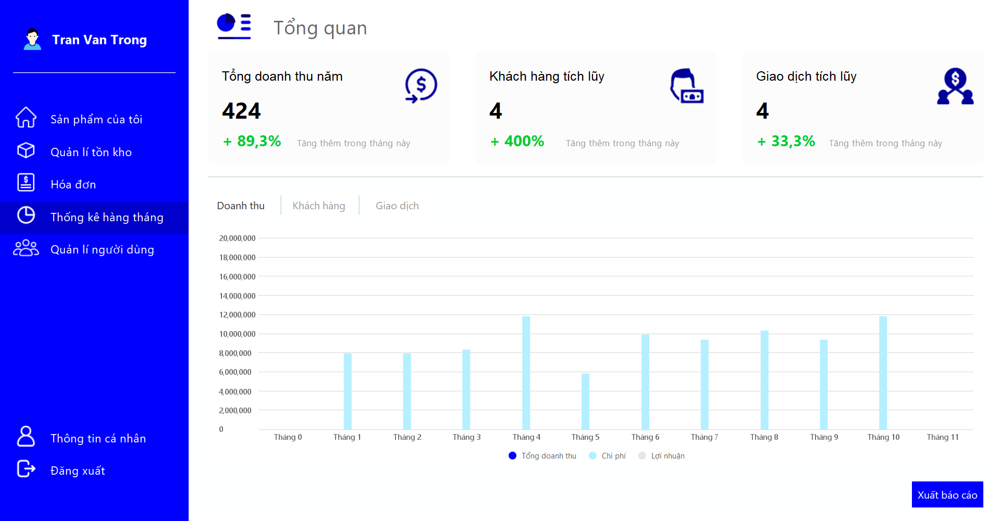 Tran Van Trong
Sản phẩm của tôi
Quản lí tồn kho
Hóa đơn
Thống kê hàng tháng
Quản lí người dùng
Thông tin cá nhân
Đăng xuất
Tổng quan
Tổng doanh thu năm
424
+ 89,3% Tăng thêm trong tháng này
Khách hàng tích lũy
4
+ 400% Tăng thêm trong tháng này
Giao dịch tích lũy
4
+ 33,3% Tăng thêm trong tháng này
Doanh thu Khách hàng Giao dịch
20,000,000
18,000,000
16,000,000
14,000,000
12,000,000
10,000,000
8,000,000
6,000,000
4,000,000
2,000,000
0
Tháng 0 Tháng 1 Tháng 2 Tháng 3 Tháng 4 Tháng 5 Tháng 6 Tháng 7 Tháng 8 Tháng 9 Tháng 10 Tháng 11
Tổng doanh thu Chi phí Lợi nhuận
Xuất báo cáo